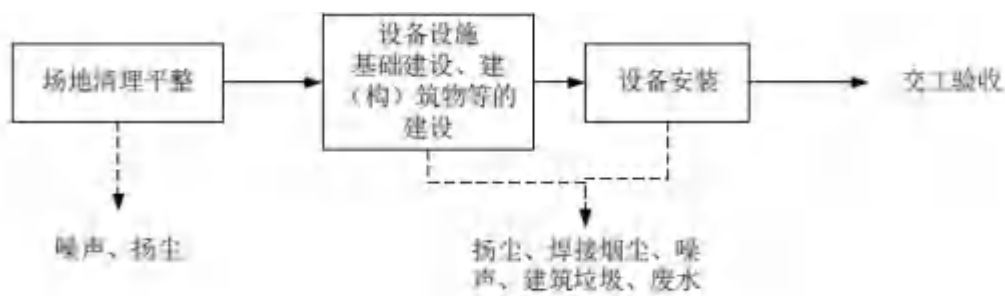 场地清理平整
设备设施
基础建设、建
（构）筑物等的
建设
设备安装
交工验收
噪声、扬尘
扬尘、焊接烟尘、噪
声、建筑垃圾、废水